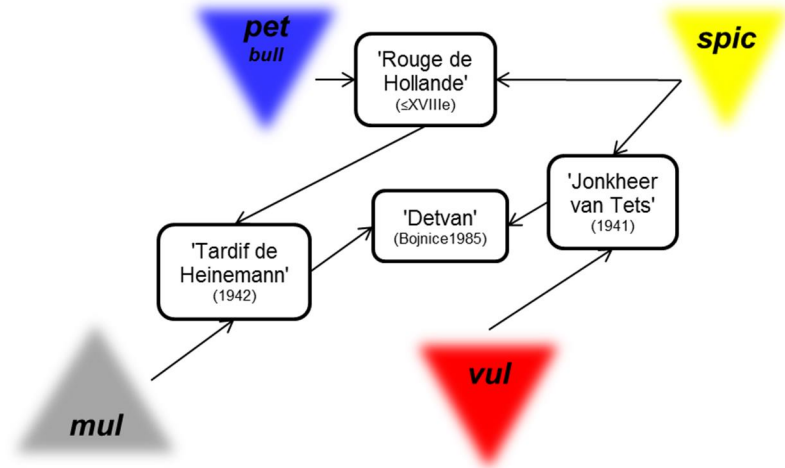 pet
bull
spic
'Rouge de
Hollande'
(≤XVIIIe)
'Jonkheer
van Tets'
(1941)
'Detvan'
(Bojnice1985)
'Tardif de
Heinemann'
(1942)
vul
mul